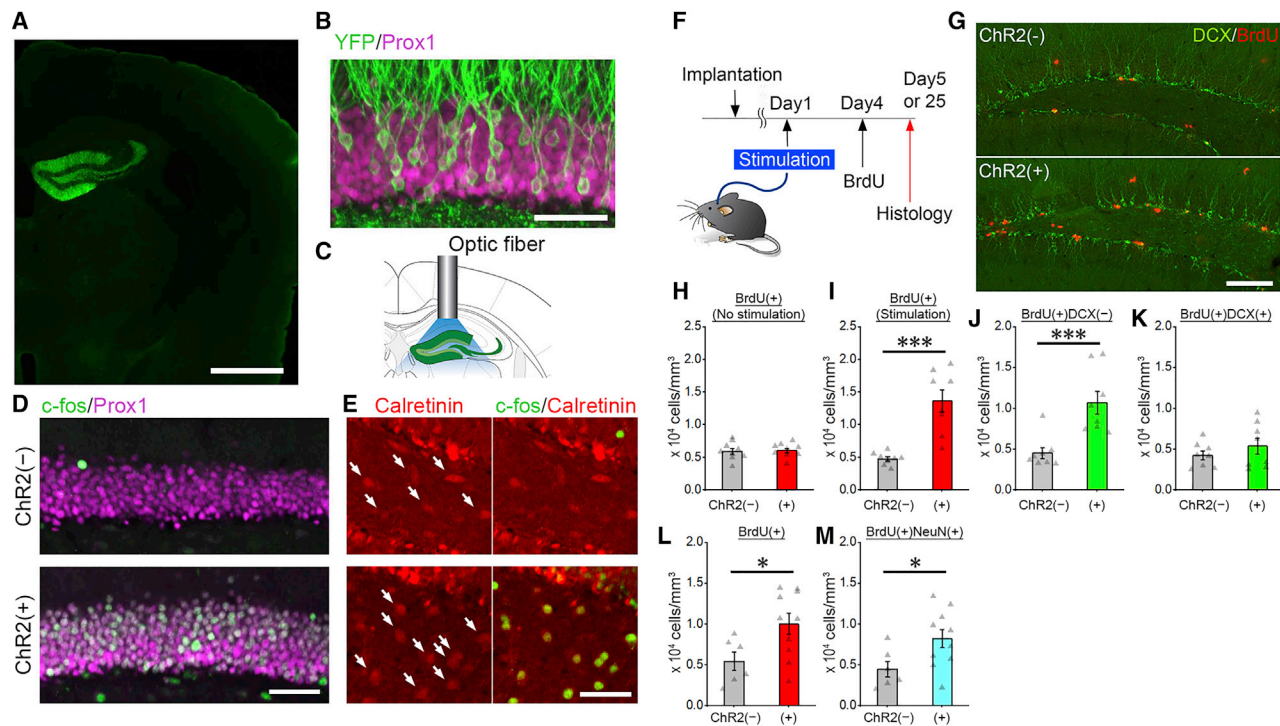 A
B
YFP/Prox1
C
Optic fiber
D
c-fos/Prox1
ChR2(−)
ChR2(+)
E
Calretinin
c-fos/Calretinin
F
Implantation
Day1
Day4
Day5
or 25
Stimulation
BrdU
Histology
G
ChR2(-)
DCX/BrdU
ChR2(+)
H
BrdU(+)
(No stimulation)
2.5
2.0
1.5
1.0
0.5
0.0
x 10⁴ cells/mm³
ChR2(−)
(+)
I
BrdU(+)
(Stimulation)
***
2.5
2.0
1.5
1.0
0.5
0.0
x 10⁴ cells/mm³
ChR2(−)
(+)
J
BrdU(+)DCX(−)
***
2.0
1.5
1.0
0.5
0.0
x 10⁴ cells/mm³
ChR2(−)
(+)
K
BrdU(+)DCX(+)
2.0
1.5
1.0
0.5
0.0
x 10⁴ cells/mm³
ChR2(−)
(+)
L
BrdU(+)
*
2.0
1.5
1.0
0.5
0.0
x 10⁴ cells/mm³
ChR2(−)
(+)
M
BrdU(+)NeuN(+)
*
2.0
1.5
1.0
0.5
0.0
x 10⁴ cells/mm³
ChR2(−)
(+)